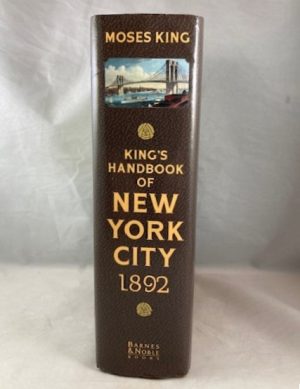 MOSES KING
KING'S
HANDBOOK
OF
NEW
YORK
CITY
1892
BARNES
& NOBLE
BOOKS